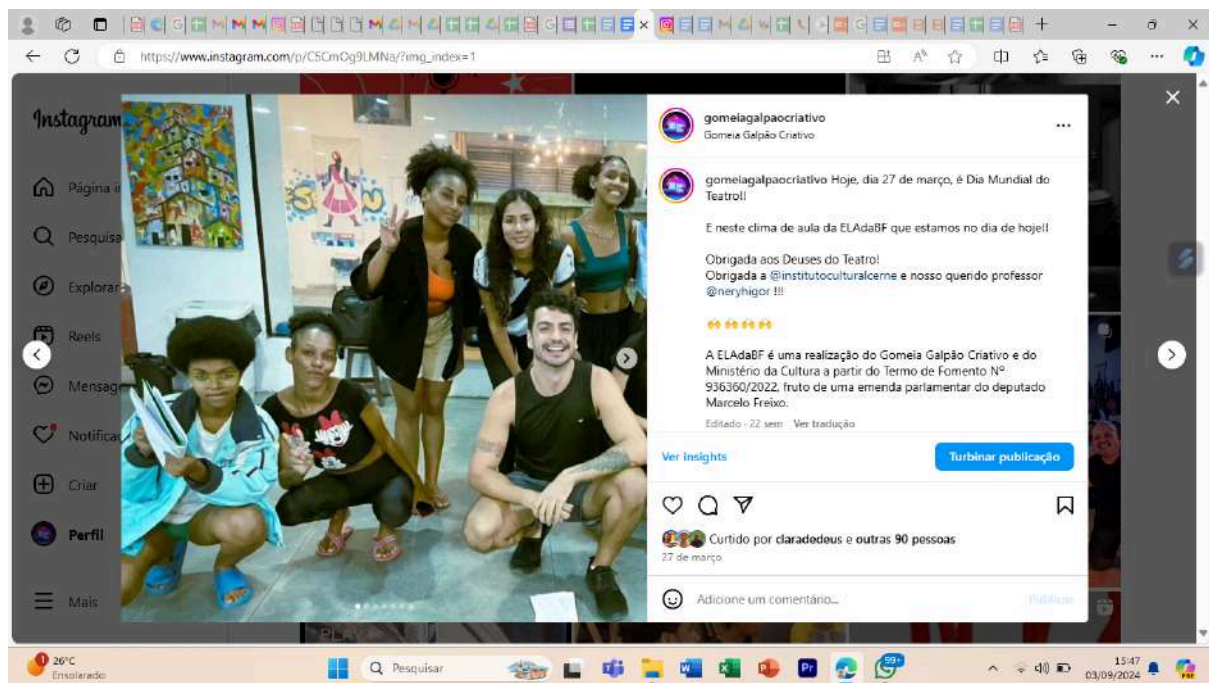 https://www.instagram.com/p/C5CmOg9LMNa/?img_index=1
Instagram
Página in
Pesquisa
Explorar
Reels
Mensage
Notificaç
Criar
Perfil
Mais
gomeiagalpaocriativo
Gomeia Galpão Criativo
gomeiagalpaocriativo Hoje, dia 27 de março, é Dia Mundial do
Teatro!!
E neste clima de aula da ELAdaBF que estamos no dia de hoje!!
Obrigada aos Deuses do Teatro!
Obrigada a @institutoculturalcerne e nosso querido professor
@neryhigor !!!
A ELAdaBF é uma realização do Gomeia Galpão Criativo e do
Ministério da Cultura a partir do Termo de Fomento Nº
936360/2022, fruto de uma emenda parlamentar do deputado
Marcelo Freixo.
Editado · 22 sem Ver tradução
Ver insights
Turbinar publicação
Curtido por claradedeus e outras 90 pessoas
27 de março
Adicione um comentário...
Publicar
26°C
Ensolarado
Pesquisar
99+
15:47
03/09/2024